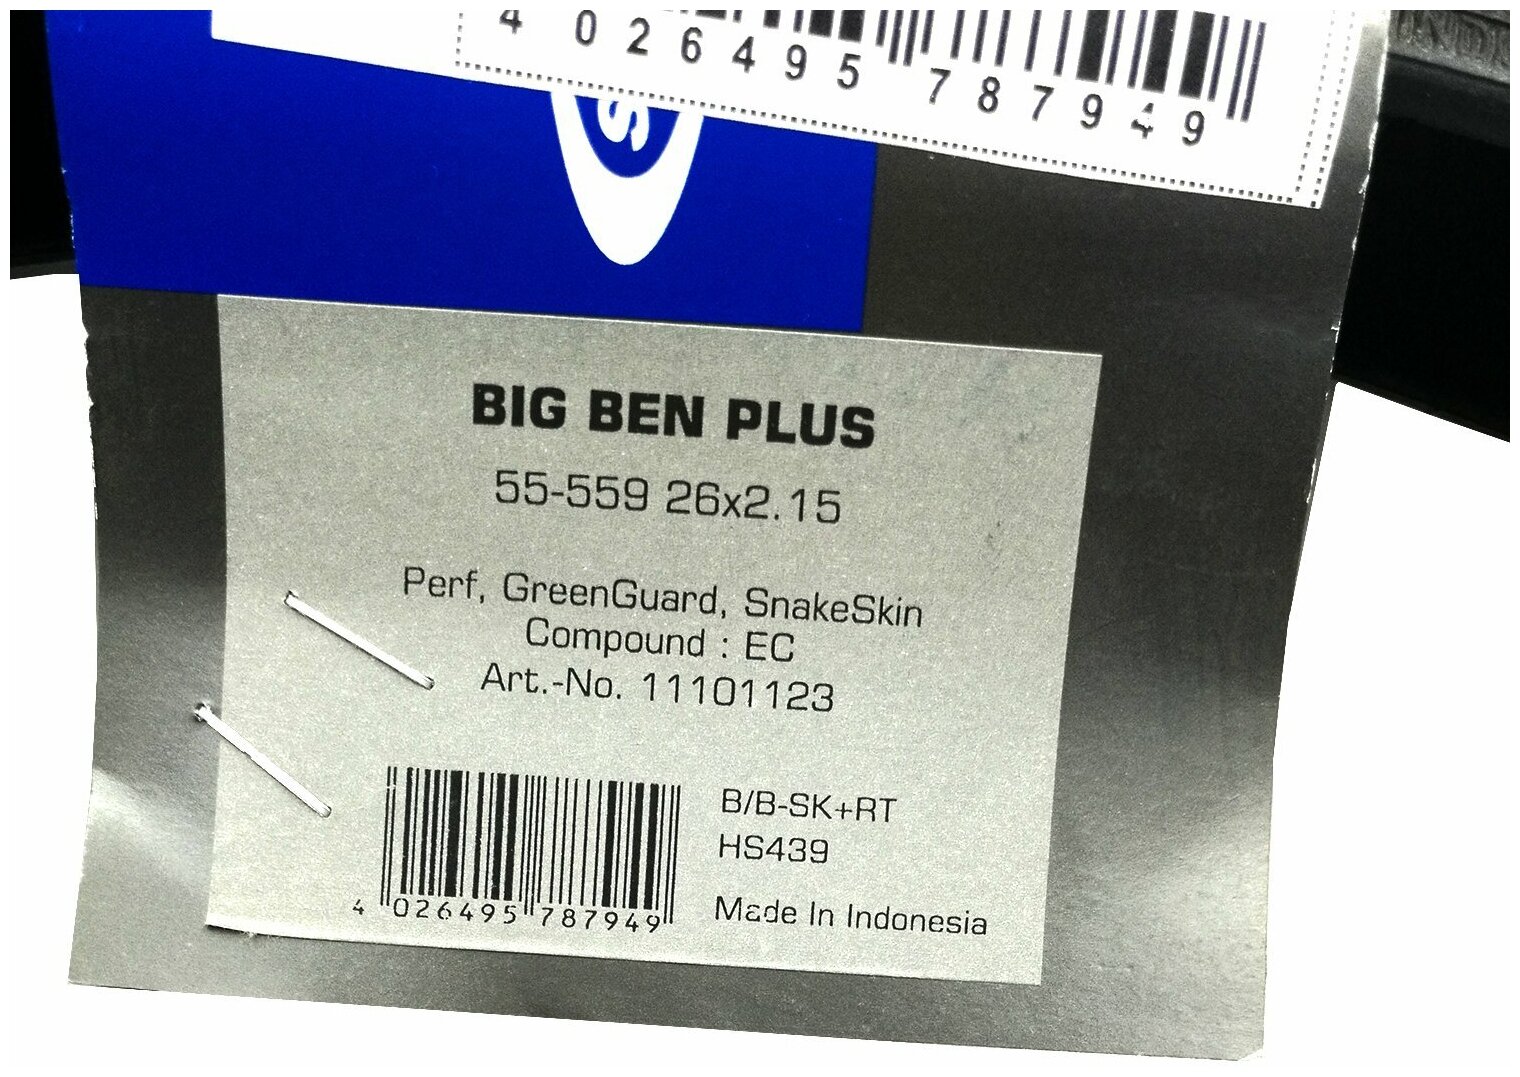 4 026495 787949
S
BIG BEN PLUS
55-559 26x2.15
Perf, GreenGuard, SnakeSkin
Compound : EC
Art.-No. 11101123
B/B-SK+RT
HS439
4 026495 787949
Made In Indonesia